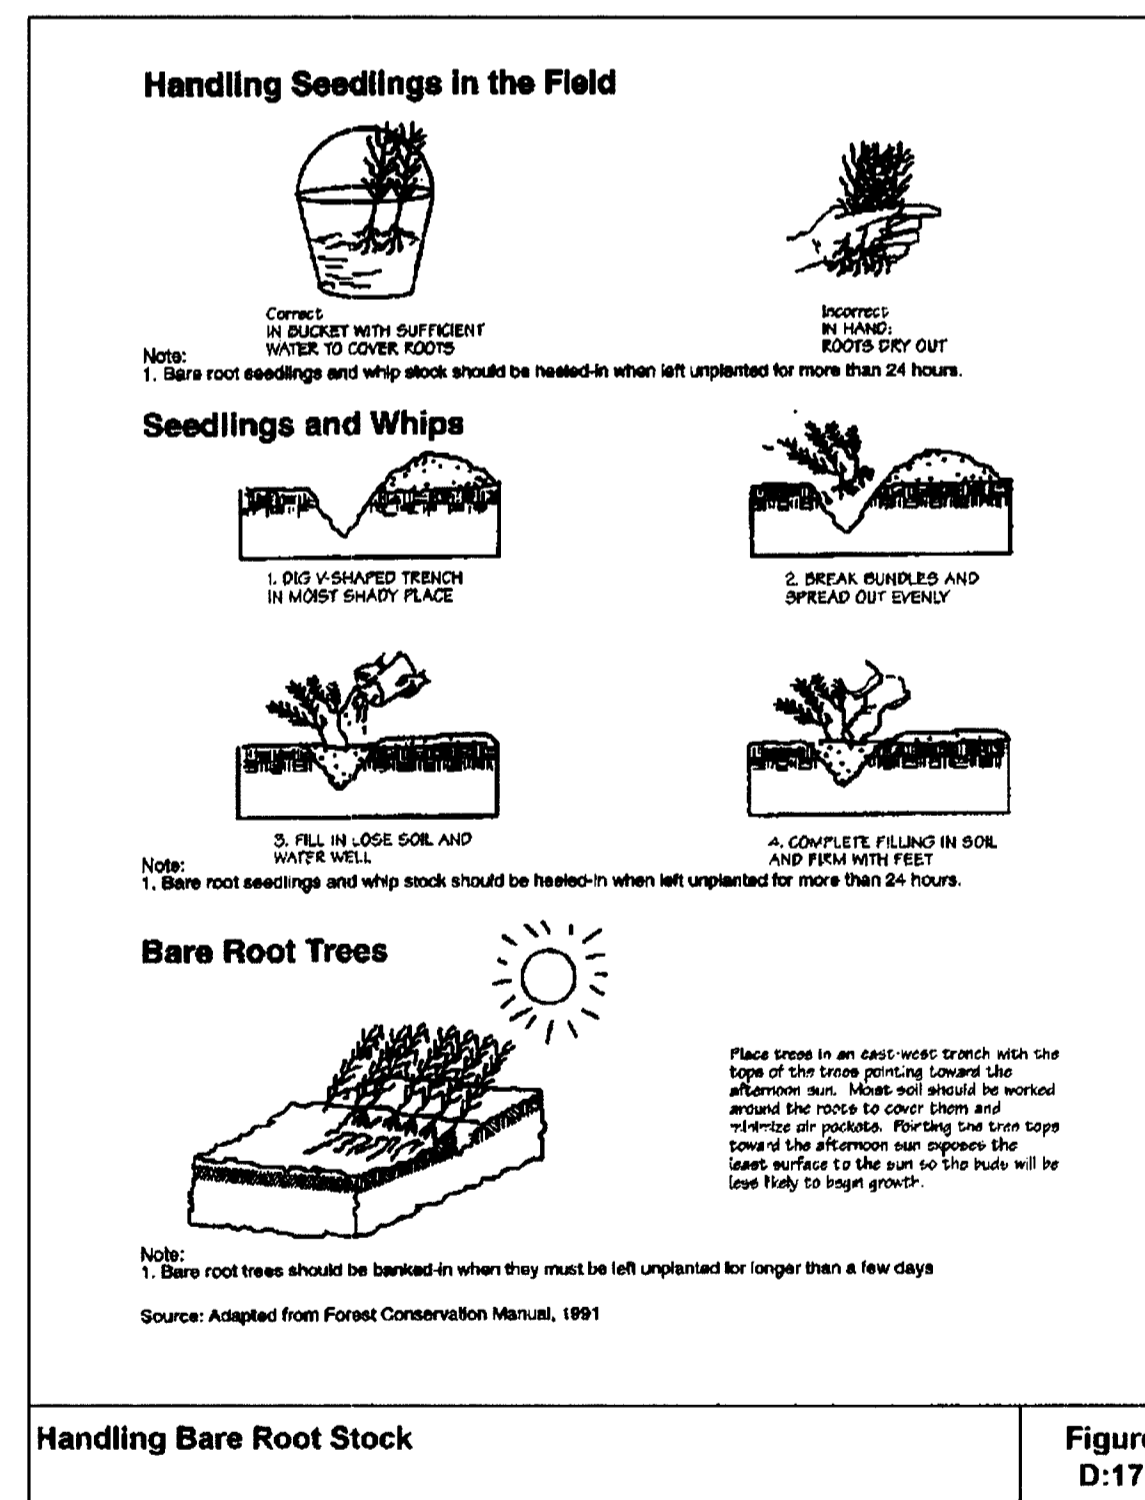 Handling Seedlings in the Field
Correct
IN BUCKET WITH SUFFICIENT
WATER TO COVER ROOTS
Incorrect
IN HAND:
ROOTS DRY OUT
Note:
1. Bare root seedlings and whip stock should be heeled-in when left unplanted for more than 24 hours.
Seedlings and Whips
1. DIG V-SHAPED TRENCH
IN MOIST SHADY PLACE
2. BREAK BUNDLES AND
SPREAD OUT EVENLY
3. FILL IN LOSE SOIL AND
WATER WELL
4. COMPLETE FILLING IN SOIL
AND FIRM WITH FEET
Note:
1. Bare root seedlings and whip stock should be heeled-in when left unplanted for more than 24 hours.
Bare Root Trees
Place trees in an east-west trench with the
tops of the trees pointing toward the
afternoon sun. Moist soil should be worked
around the roots to cover them and
minimize air pockets. Pointing the tree tops
toward the afternoon sun exposes the
least surface to the sun so the buds will be
less likely to begin growth.
Note:
1. Bare root trees should be banked-in when they must be left unplanted for longer than a few days
Source: Adapted from Forest Conservation Manual, 1991
Handling Bare Root Stock
Figure
D:17